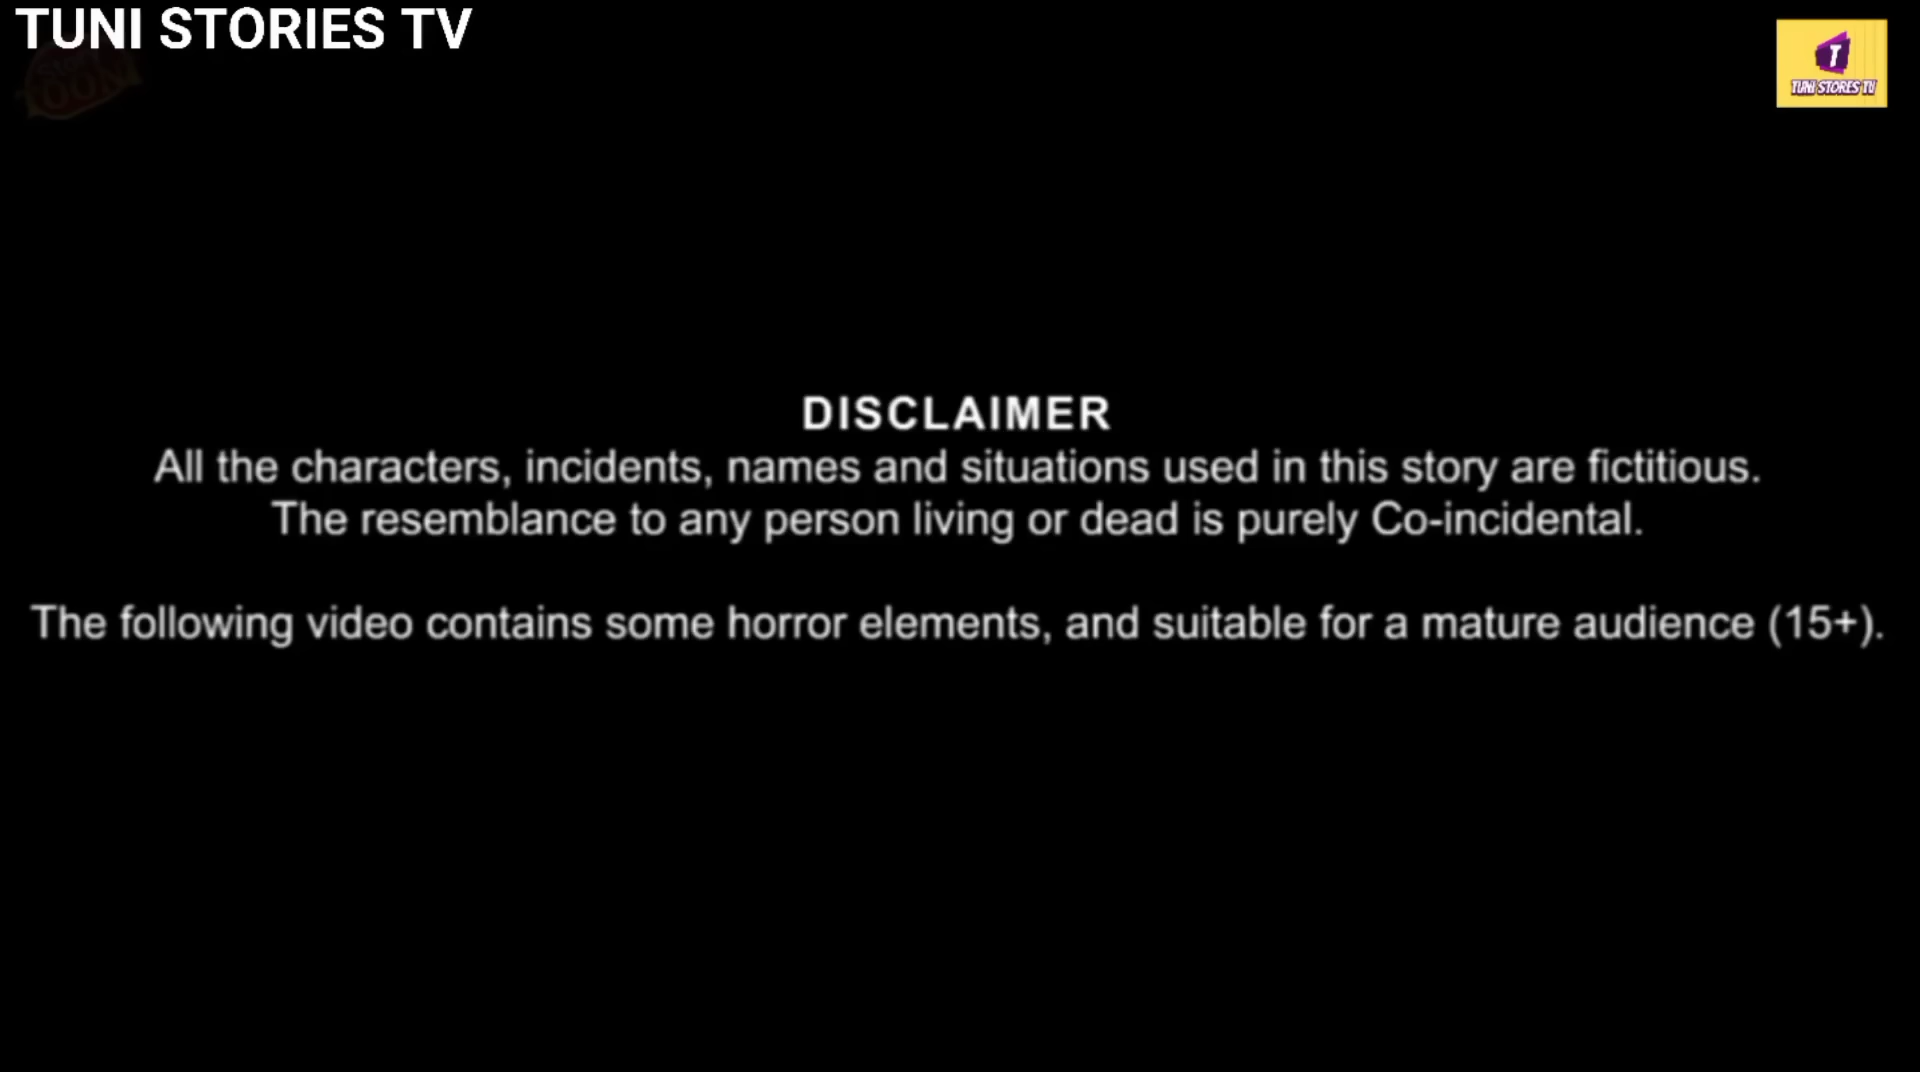 TUNI STORIES TV
T
TUNI STORES TV
DISCLAIMER
All the characters, incidents, names and situations used in this story are fictitious.
The resemblance to any person living or dead is purely Co-incidental.
The following video contains some horror elements, and suitable for a mature audience (15+).